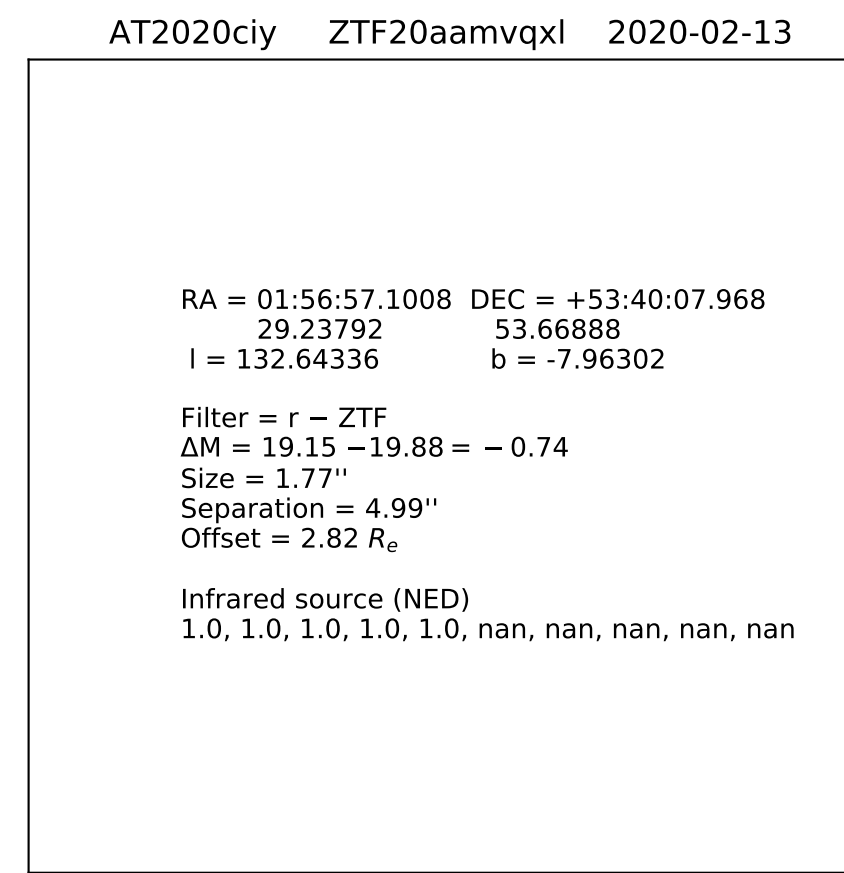 AT2020ciy ZTF20aamvqxl 2020-02-13
RA = 01:56:57.1008 DEC = +53:40:07.968
29.23792 53.66888
l = 132.64336 b = -7.96302
Filter = r − ZTF
ΔM = 19.15 −19.88 = − 0.74
Size = 1.77''
Separation = 4.99''
Offset = 2.82 Rₑ
Infrared source (NED)
1.0, 1.0, 1.0, 1.0, 1.0, nan, nan, nan, nan, nan